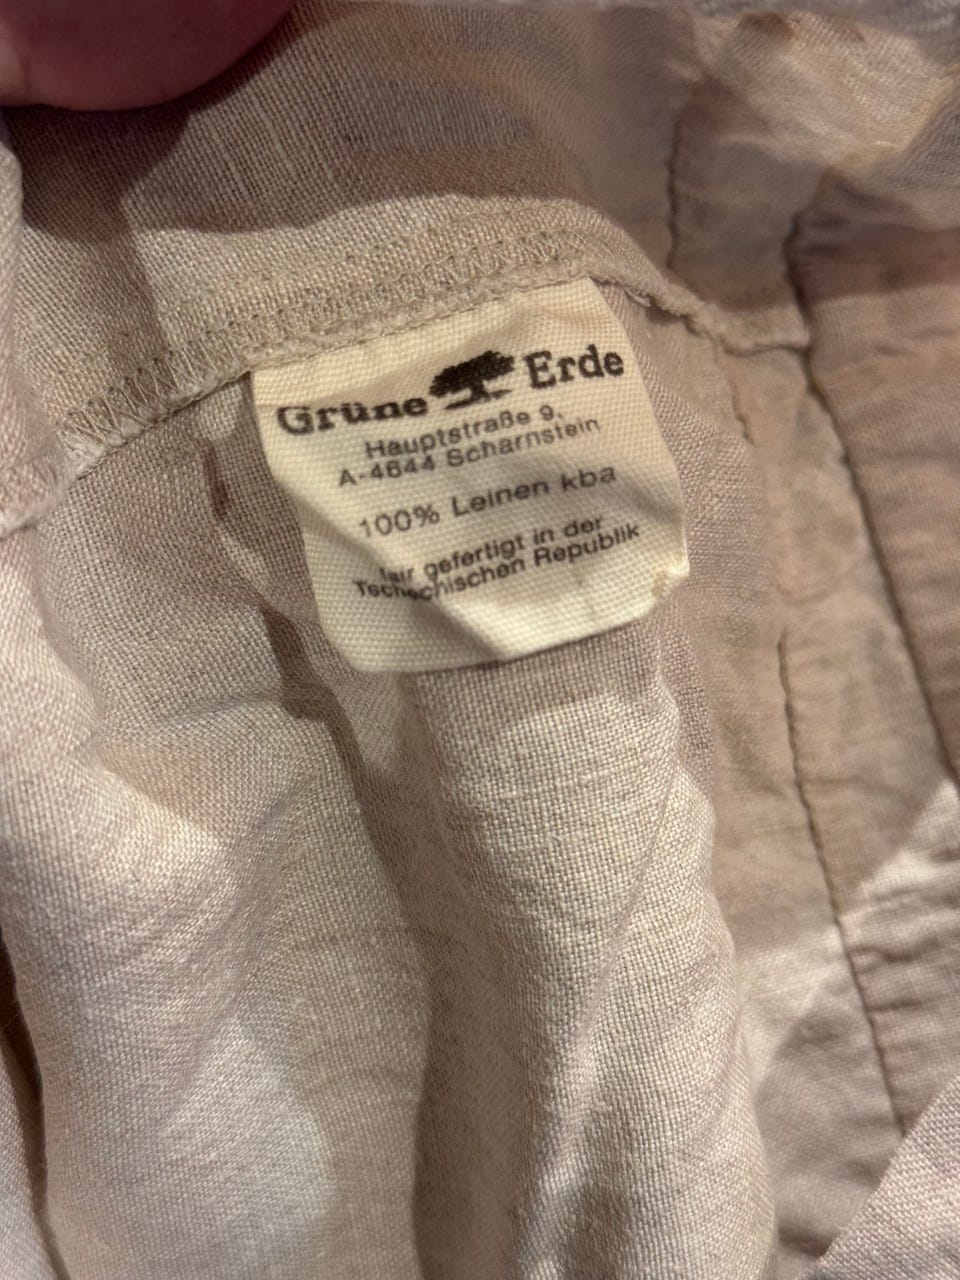 Grüne Erde
Hauptstraße 9,
A-4644 Scharnstein
100% Leinen kba
fair gefertigt in der
Tschechischen Republik